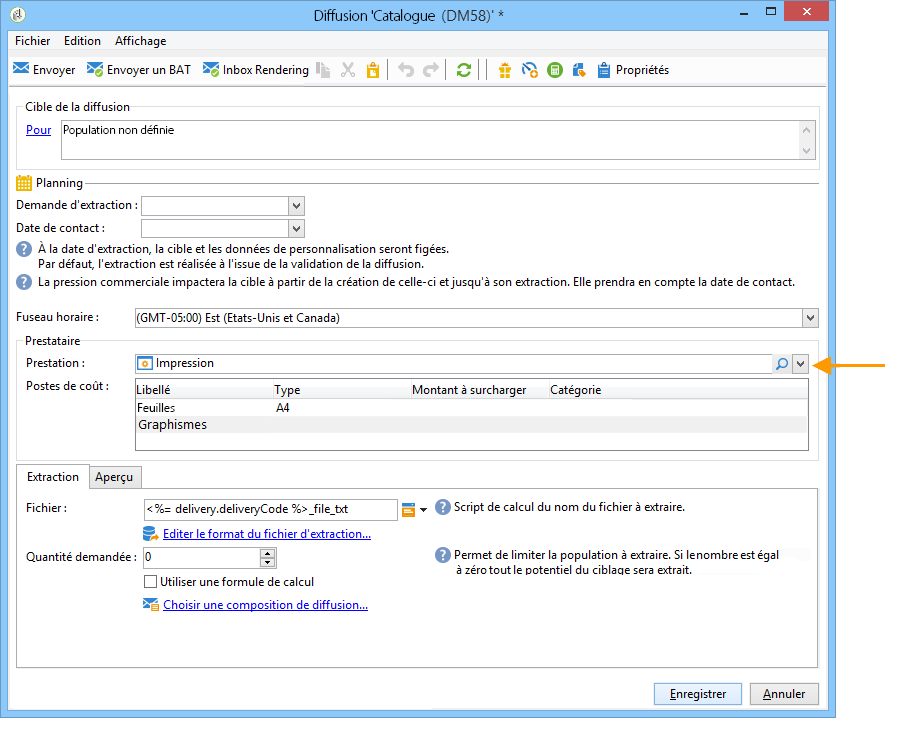 Diffusion 'Catalogue (DM58)' *
Fichier Edition Affichage
Envoyer Envoyer un BAT Inbox Rendering Propriétés
Cible de la diffusion
Pour Population non définie
Planning
Demande d'extraction :
Date de contact :
À la date d'extraction, la cible et les données de personnalisation seront figées.
Par défaut, l'extraction est réalisée à l'issue de la validation de la diffusion.
La pression commerciale impactera la cible à partir de la création de celle-ci et jusqu'à son extraction. Elle prendra en compte la date de contact.
Fuseau horaire : (GMT-05:00) Est (Etats-Unis et Canada)
Prestataire
Prestation : Impression
Postes de coût : Libellé Type Montant à surcharger Catégorie
Feuilles A4
Graphismes
Extraction Aperçu
Fichier : <%= delivery.deliveryCode %>_file_txt Script de calcul du nom du fichier à extraire.
Editer le format du fichier d'extraction...
Quantité demandée : 0 Permet de limiter la population à extraire. Si lenombre est égal
à zéro tout le potentiel du ciblage sera extrait.
Utiliser une formule de calcul
Choisir une composition de diffusion...
Enregistrer Annuler